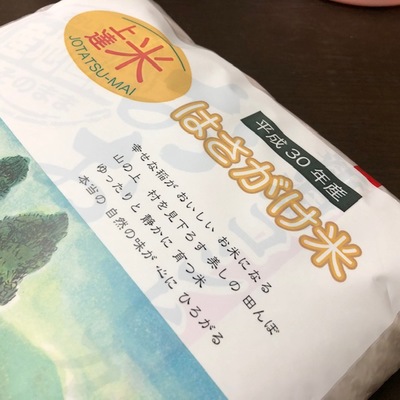 上達米
JOTATSU-MAI
平成30年産
はさがけ米
幸せな稲が おいしい お米になる
山の上 村を見下ろす 美しの 田んぼ
ゆったりと 静かに 育つ米
本当の 自然の味が 心に ひろがる